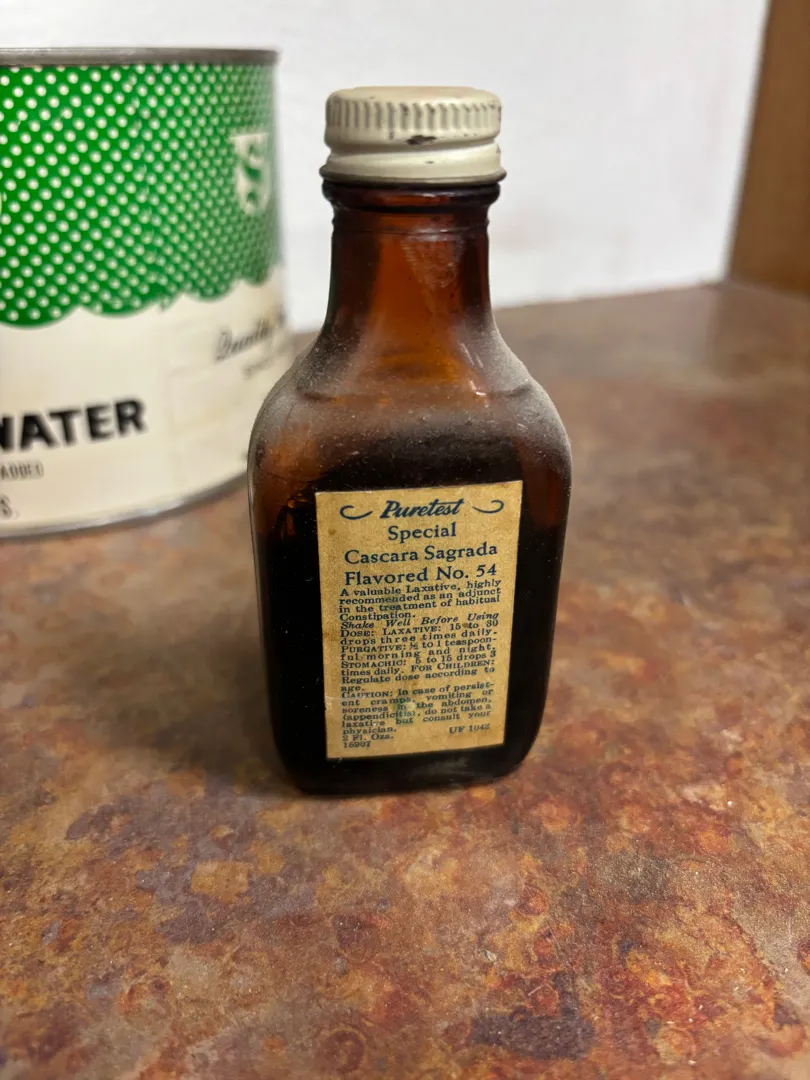 S
Quality
WATER
ADDED
S.
Puretest
Special
Cascara Sagrada
Flavored No. 54
A valuable Laxative, highly
recommended as an adjunct
in the treatment of habitual
Constipation.
Shake Well Before Using
DOSE: LAXATIVE: 15 to 30
drops three times daily.
PURGATIVE: ½ to 1 teaspoon-
ful morning and night.
STOMACHIC: 5 to 15 drops 3
times daily. FOR CHILDREN:
Regulate dose according to
age.
CAUTION: In case of persist-
ent cramps, vomiting or
soreness in the abdomen,
(appendicitis), do not take a
laxative but consult your
physician.
2 Fl. Ozs. UF 1042
15907